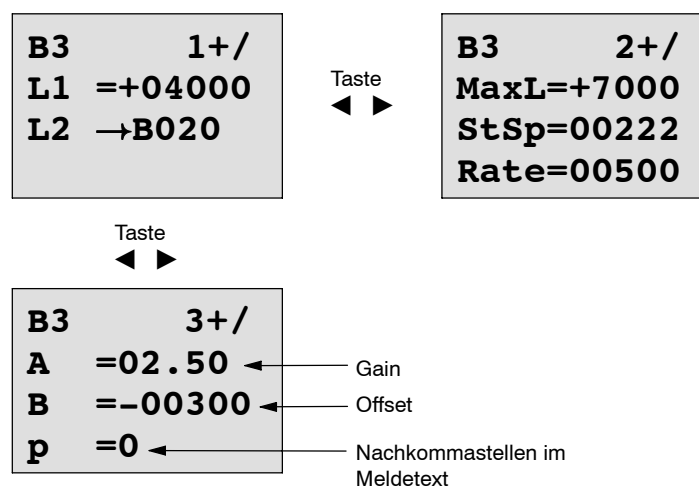 B3 1+/
L1 =+04000
L2 →B020
Taste
◄ ►
B3 2+/
MaxL=+7000
StSp=00222
Rate=00500
Taste
◄ ►
B3 3+/
A =02.50
B =-00300
p =0
Gain
Offset
Nachkommastellen im
Meldetext